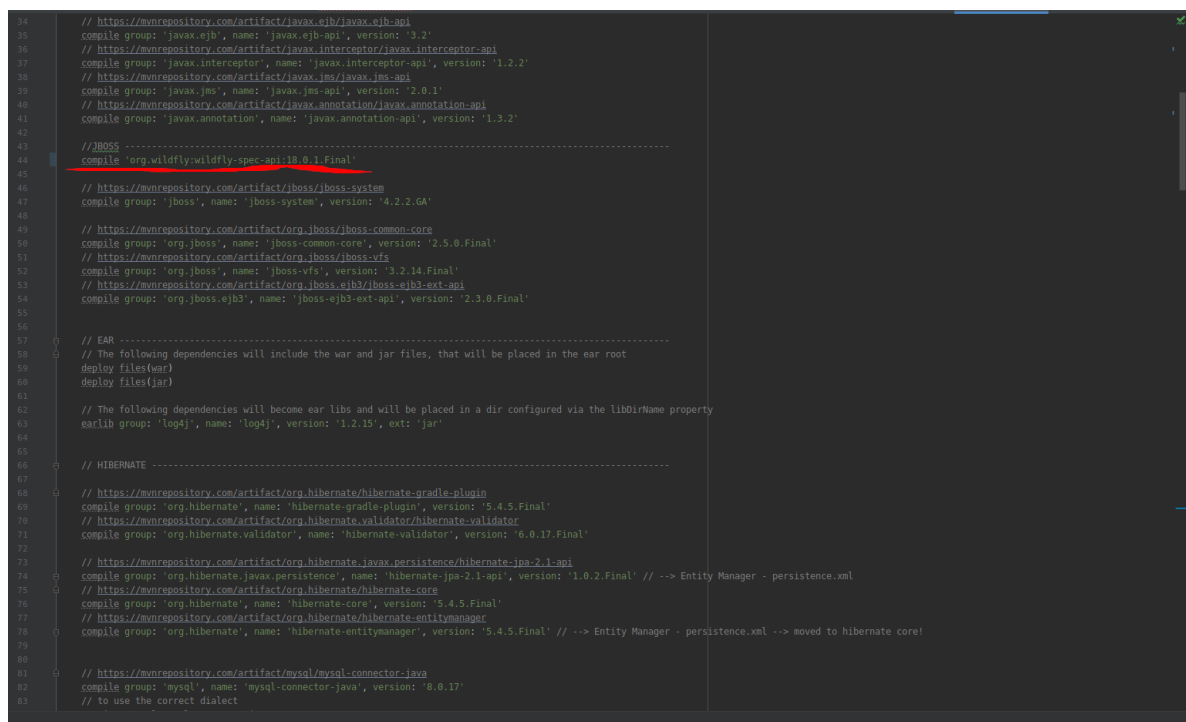 34 // https://mvnrepository.com/artifact/javax.ejb/javax.ejb-api
35 compile group: 'javax.ejb', name: 'javax.ejb-api', version: '3.2'
36 // https://mvnrepository.com/artifact/javax.interceptor/javax.interceptor-api
37 compile group: 'javax.interceptor', name: 'javax.interceptor-api', version: '1.2.2'
38 // https://mvnrepository.com/artifact/javax.jms/javax.jms-api
39 compile group: 'javax.jms', name: 'javax.jms-api', version: '2.0.1'
40 // https://mvnrepository.com/artifact/javax.annotation/javax.annotation-api
41 compile group: 'javax.annotation', name: 'javax.annotation-api', version: '1.3.2'
42
43 //JBOSS ------------------------------------------------------------------------------------------
44 compile 'org.wildfly:wildfly-spec-api:18.0.1.Final'
45
46 // https://mvnrepository.com/artifact/jboss/jboss-system
47 compile group: 'jboss', name: 'jboss-system', version: '4.2.2.GA'
48
49 // https://mvnrepository.com/artifact/org.jboss/jboss-common-core
50 compile group: 'org.jboss', name: 'jboss-common-core', version: '2.5.0.Final'
51 // https://mvnrepository.com/artifact/org.jboss/jboss-vfs
52 compile group: 'org.jboss', name: 'jboss-vfs', version: '3.2.14.Final'
53 // https://mvnrepository.com/artifact/org.jboss.ejb3/jboss-ejb3-ext-api
54 compile group: 'org.jboss.ejb3', name: 'jboss-ejb3-ext-api', version: '2.3.0.Final'
55
56
57 // EAR -------------------------------------------------------------------------------------------
58 // The following dependencies will include the war and jar files, that will be placed in the ear root
59 deploy files(war)
60 deploy files(jar)
61
62 // The following dependencies will become ear libs and will be placed in a dir configured via the libDirName property
63 earlib group: 'log4j', name: 'log4j', version: '1.2.15', ext: 'jar'
64
65
66 // HIBERNATE -------------------------------------------------------------------------------------
67
68 // https://mvnrepository.com/artifact/org.hibernate/hibernate-gradle-plugin
69 compile group: 'org.hibernate', name: 'hibernate-gradle-plugin', version: '5.4.5.Final'
70 // https://mvnrepository.com/artifact/org.hibernate.validator/hibernate-validator
71 compile group: 'org.hibernate.validator', name: 'hibernate-validator', version: '6.0.17.Final'
72
73 // https://mvnrepository.com/artifact/org.hibernate.javax.persistence/hibernate-jpa-2.1-api
74 compile group: 'org.hibernate.javax.persistence', name: 'hibernate-jpa-2.1-api', version: '1.0.2.Final' // --> Entity Manager - persistence.xml
75 // https://mvnrepository.com/artifact/org.hibernate/hibernate-core
76 compile group: 'org.hibernate', name: 'hibernate-core', version: '5.4.5.Final'
77 // https://mvnrepository.com/artifact/org.hibernate/hibernate-entitymanager
78 compile group: 'org.hibernate', name: 'hibernate-entitymanager', version: '5.4.5.Final' // --> Entity Manager - persistence.xml --> moved to hibernate core!
79
80
81 // https://mvnrepository.com/artifact/mysql/mysql-connector-java
82 compile group: 'mysql', name: 'mysql-connector-java', version: '8.0.17'
83 // to use the correct dialect